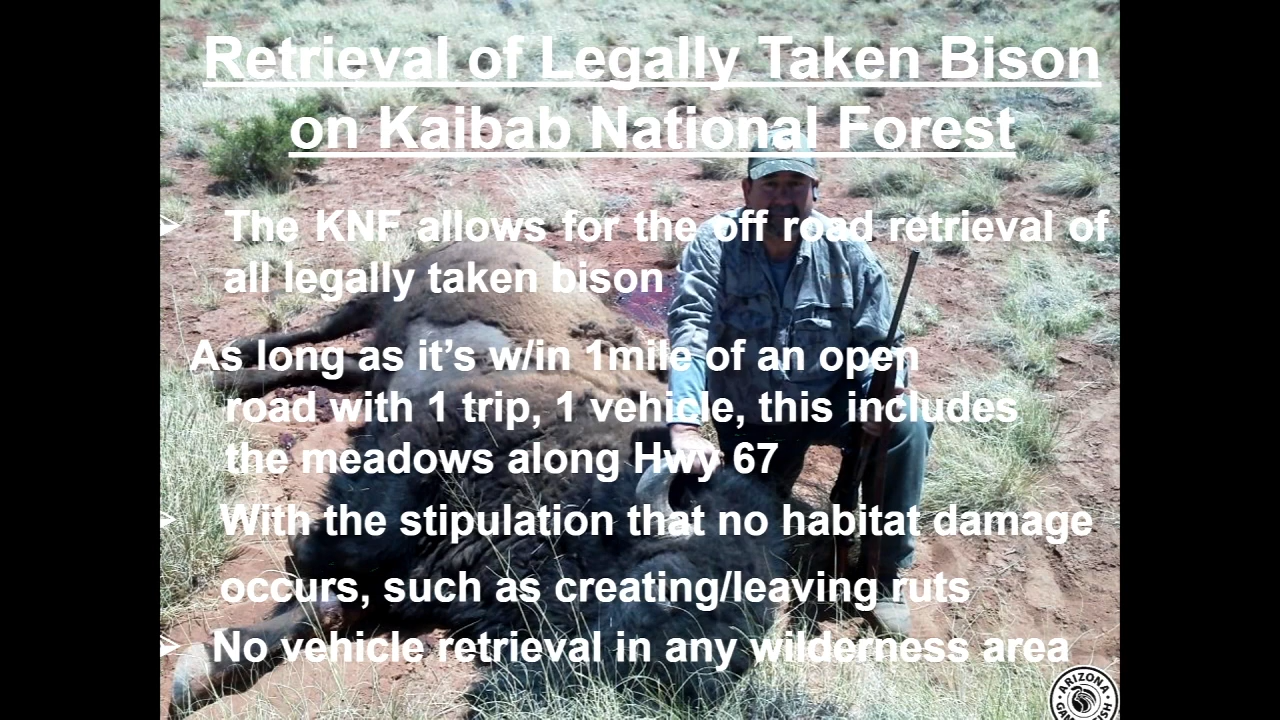 Retrieval of Legally Taken Bison
on Kaibab National Forest
➢ The KNF allows for the off road retrieval of
all legally taken bison
As long as it’s w/in 1mile of an open
road with 1 trip, 1 vehicle, this includes
the meadows along Hwy 67
➢ With the stipulation that no habitat damage
occurs, such as creating/leaving ruts
➢ No vehicle retrieval in any wilderness area
ARIZONA